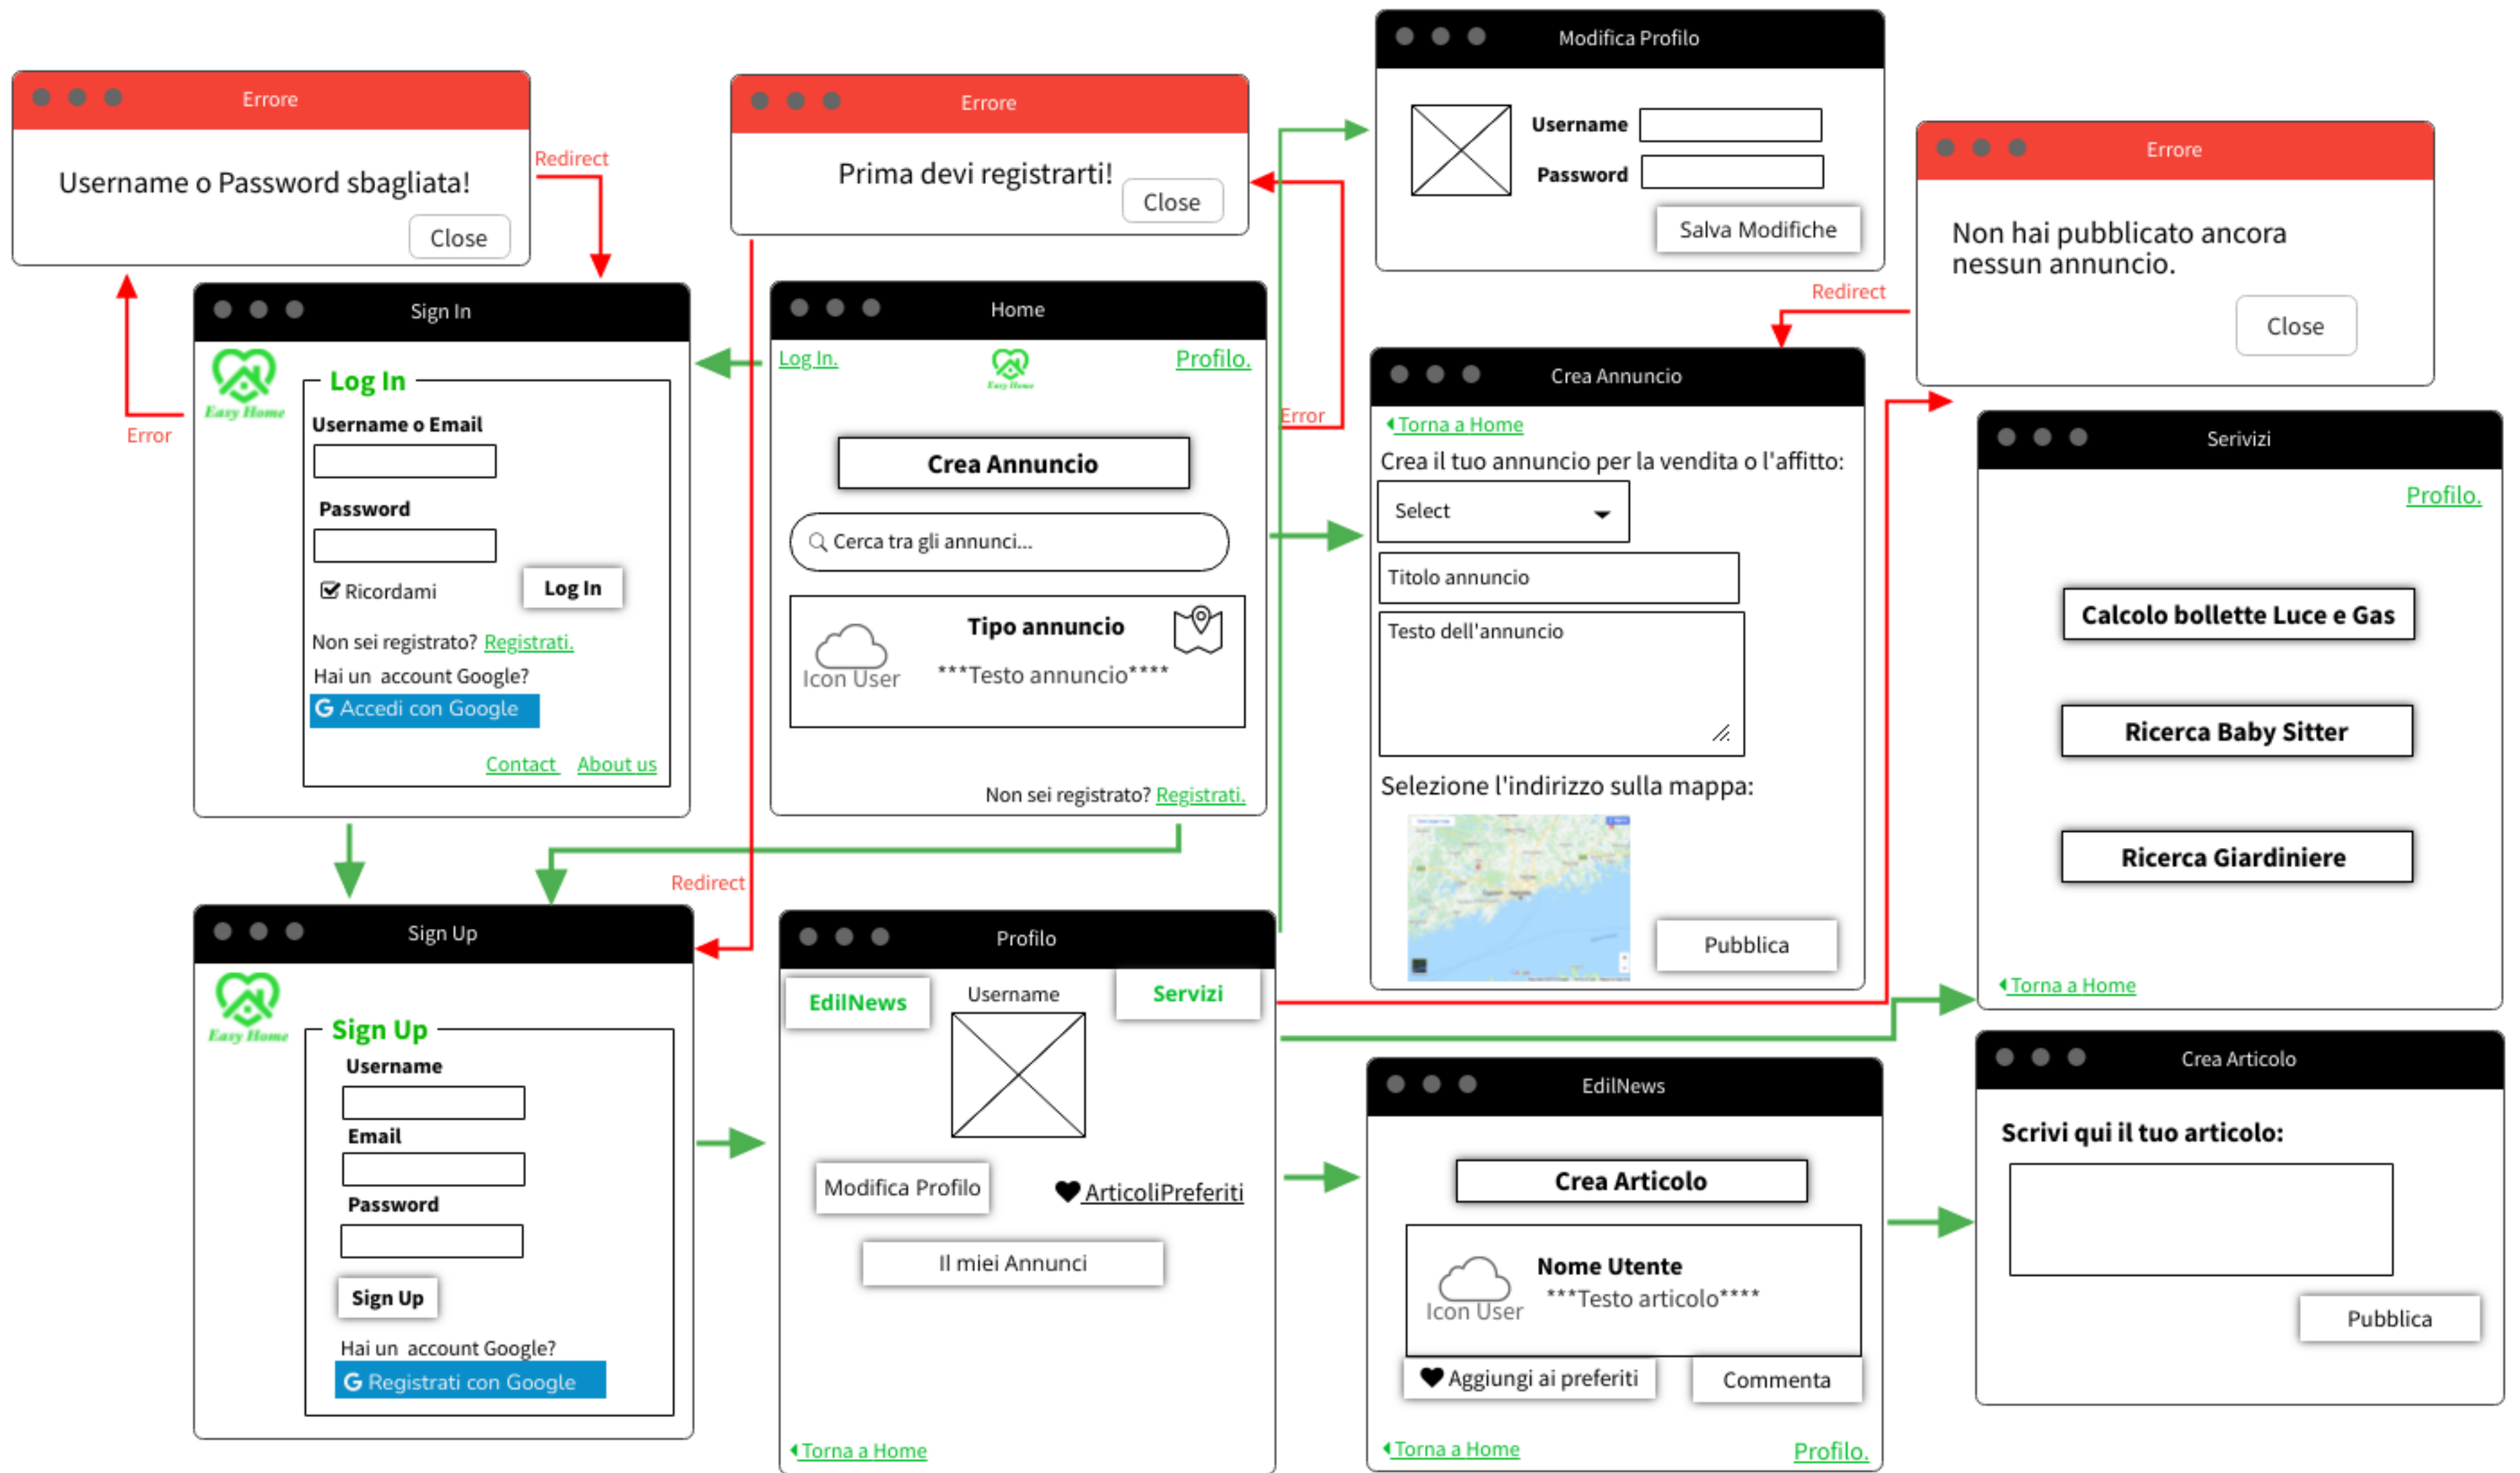 Errore
Username o Password sbagliata!
Close
Redirect
Error
Errore
Prima devi registrarti!
Close
Error
Redirect
Modifica Profilo
Username
Password
Salva Modifiche
Errore
Non hai pubblicato ancora
nessun annuncio.
Close
Redirect
Sign In
Easy Home
Log In
Username o Email
Password
Ricordami
Log In
Non sei registrato? Registrati.
Hai un account Google?
G Accedi con Google
Contact About us
Home
Log In.
Easy Home
Profilo.
Crea Annuncio
Cerca tra gli annunci...
Tipo annuncio
Icon User
***Testo annuncio****
Non sei registrato? Registrati.
Crea Annuncio
Torna a Home
Crea il tuo annuncio per la vendita o l'affitto:
Select
Titolo annuncio
Testo dell'annuncio
Selezione l'indirizzo sulla mappa:
Pubblica
Serivizi
Profilo.
Calcolo bollette Luce e Gas
Ricerca Baby Sitter
Ricerca Giardiniere
Torna a Home
Sign Up
Easy Home
Sign Up
Username
Email
Password
Sign Up
Hai un account Google?
G Registrati con Google
Profilo
EdilNews
Username
Servizi
Modifica Profilo
ArticoliPreferiti
Il miei Annunci
Torna a Home
EdilNews
Crea Articolo
Nome Utente
Icon User
***Testo articolo****
Aggiungi ai preferiti
Commenta
Torna a Home
Profilo.
Crea Articolo
Scrivi qui il tuo articolo:
Pubblica